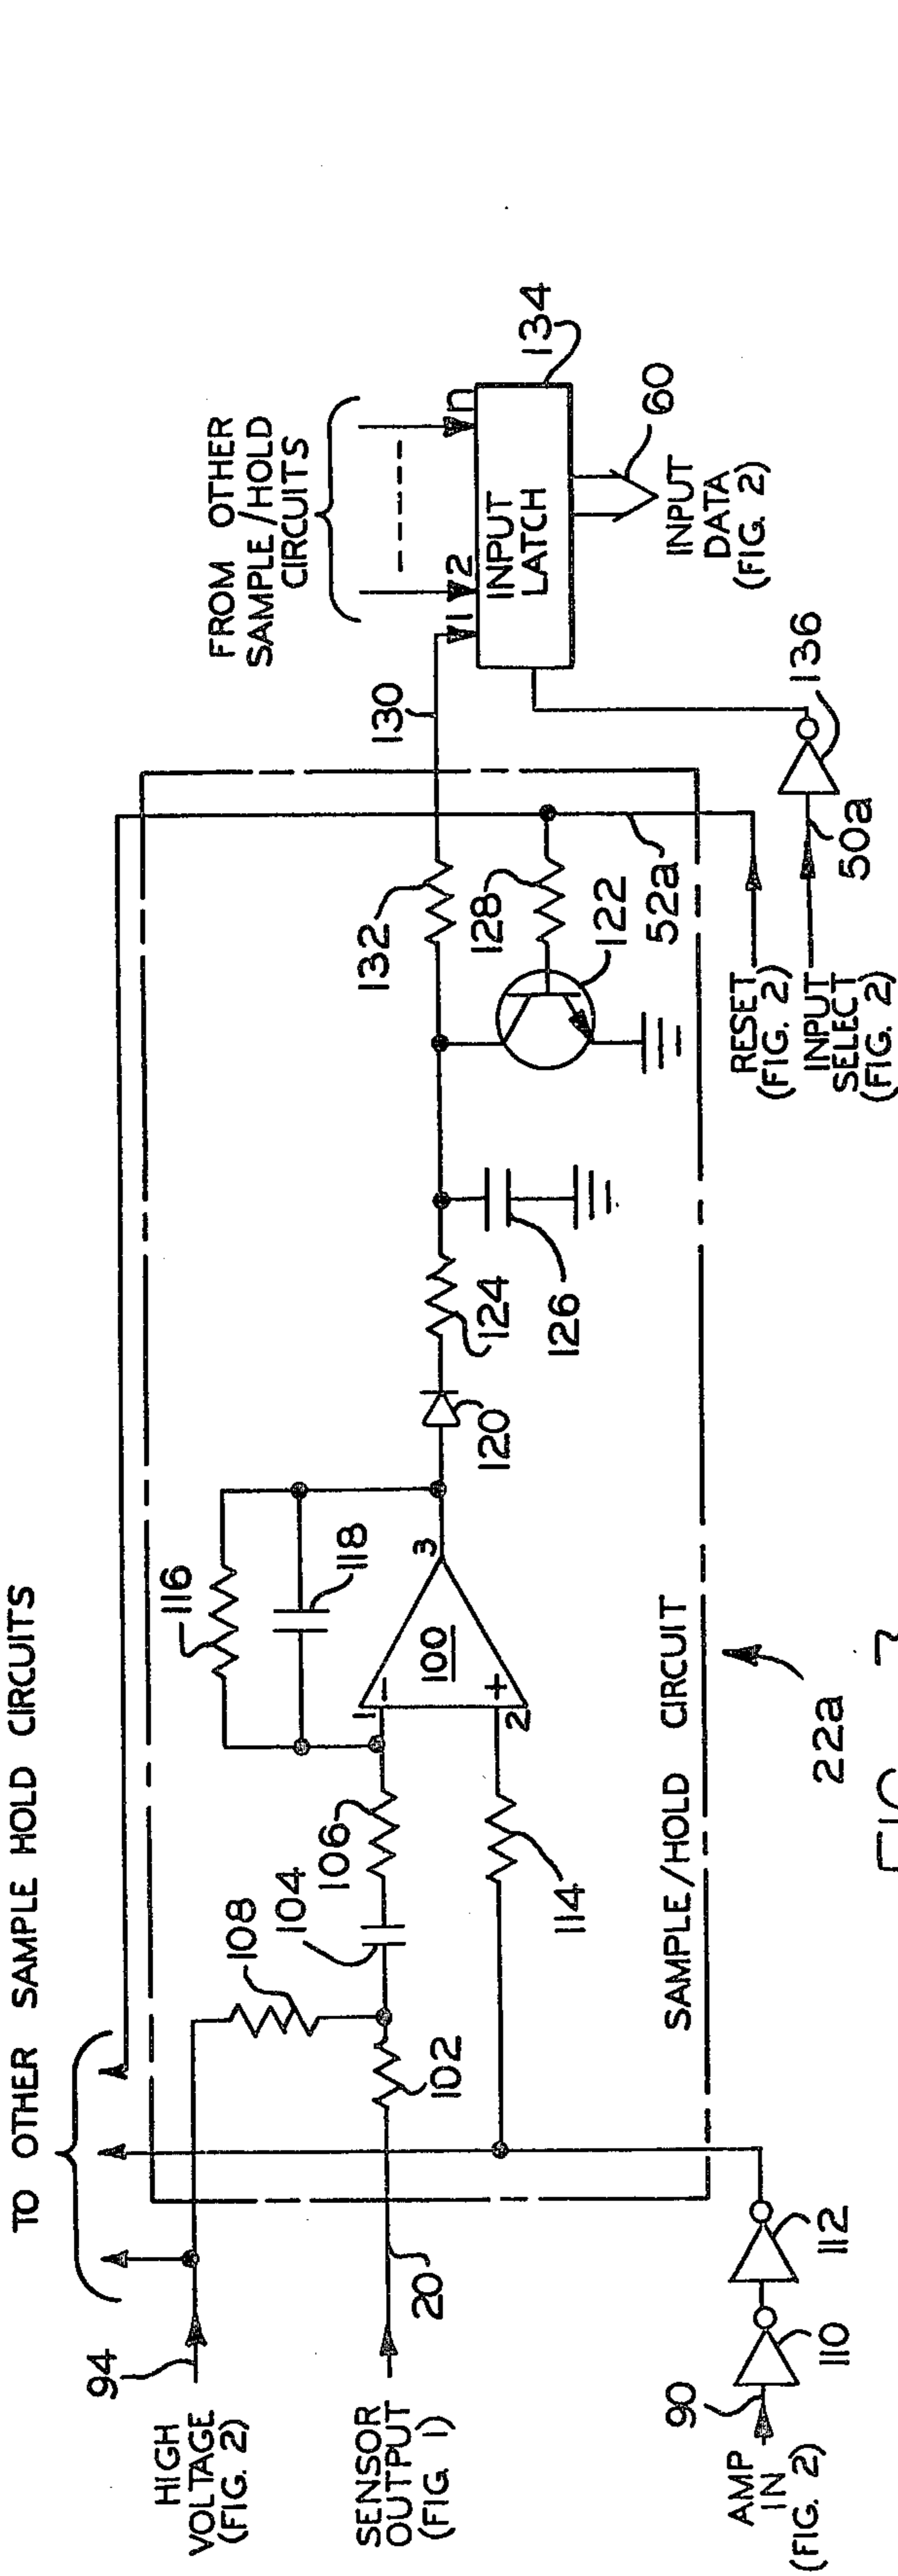 TO OTHER SAMPLE HOLD CIRCUITS
94
HIGH
VOLTAGE
(FIG. 2)
SENSOR
OUTPUT
(FIG. 1)
20
90
AMP
IN
(FIG. 2)
110
112
108
104
106
102
114
116
118
1
-
100
+
2
3
120
124
126
132
128
122
52a
130
SAMPLE/HOLD CIRCUIT
22a
RESET
(FIG. 2)
INPUT
SELECT
(FIG. 2)
50a
136
FROM OTHER
SAMPLE/HOLD
CIRCUITS
1 2 n
INPUT
LATCH
134
60
INPUT
DATA
(FIG. 2)